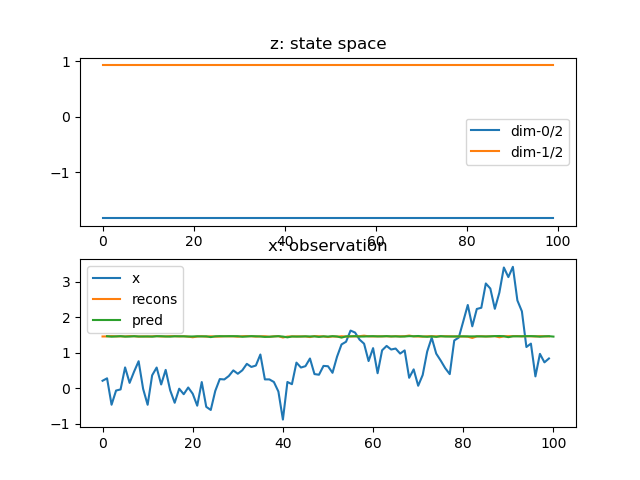 z: state space
1
0
−1
dim-0/2
dim-1/2
0 20 40 60 80 100
x: observation
3
2
1
0
−1
x
recons
pred
0 20 40 60 80 100